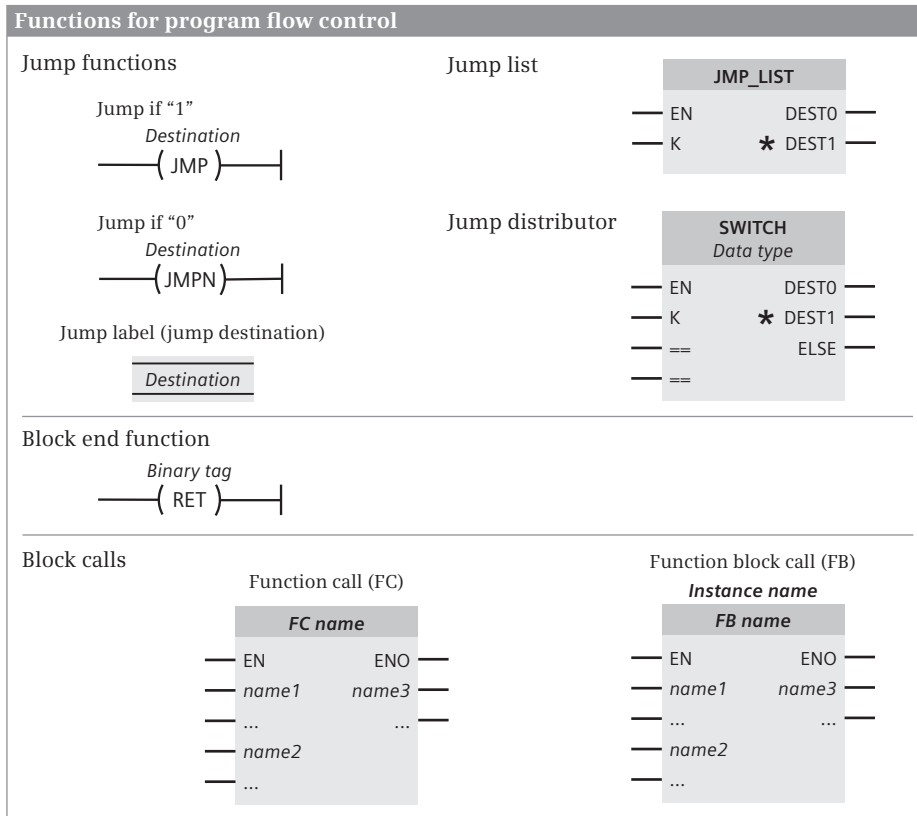 Functions for program flow control
Jump functions
Jump if “1”
Destination
JMP
Jump if “0”
Destination
JMPN
Jump label (jump destination)
Destination
Jump list
JMP_LIST
EN DEST0
K * DEST1
Jump distributor
SWITCH
Data type
EN DEST0
K * DEST1
== ELSE
==
Block end function
Binary tag
RET
Block calls
Function call (FC)
FC name
EN ENO
name1 name3
... ...
name2
...
Function block call (FB)
Instance name
FB name
EN ENO
name1 name3
... ...
name2
...